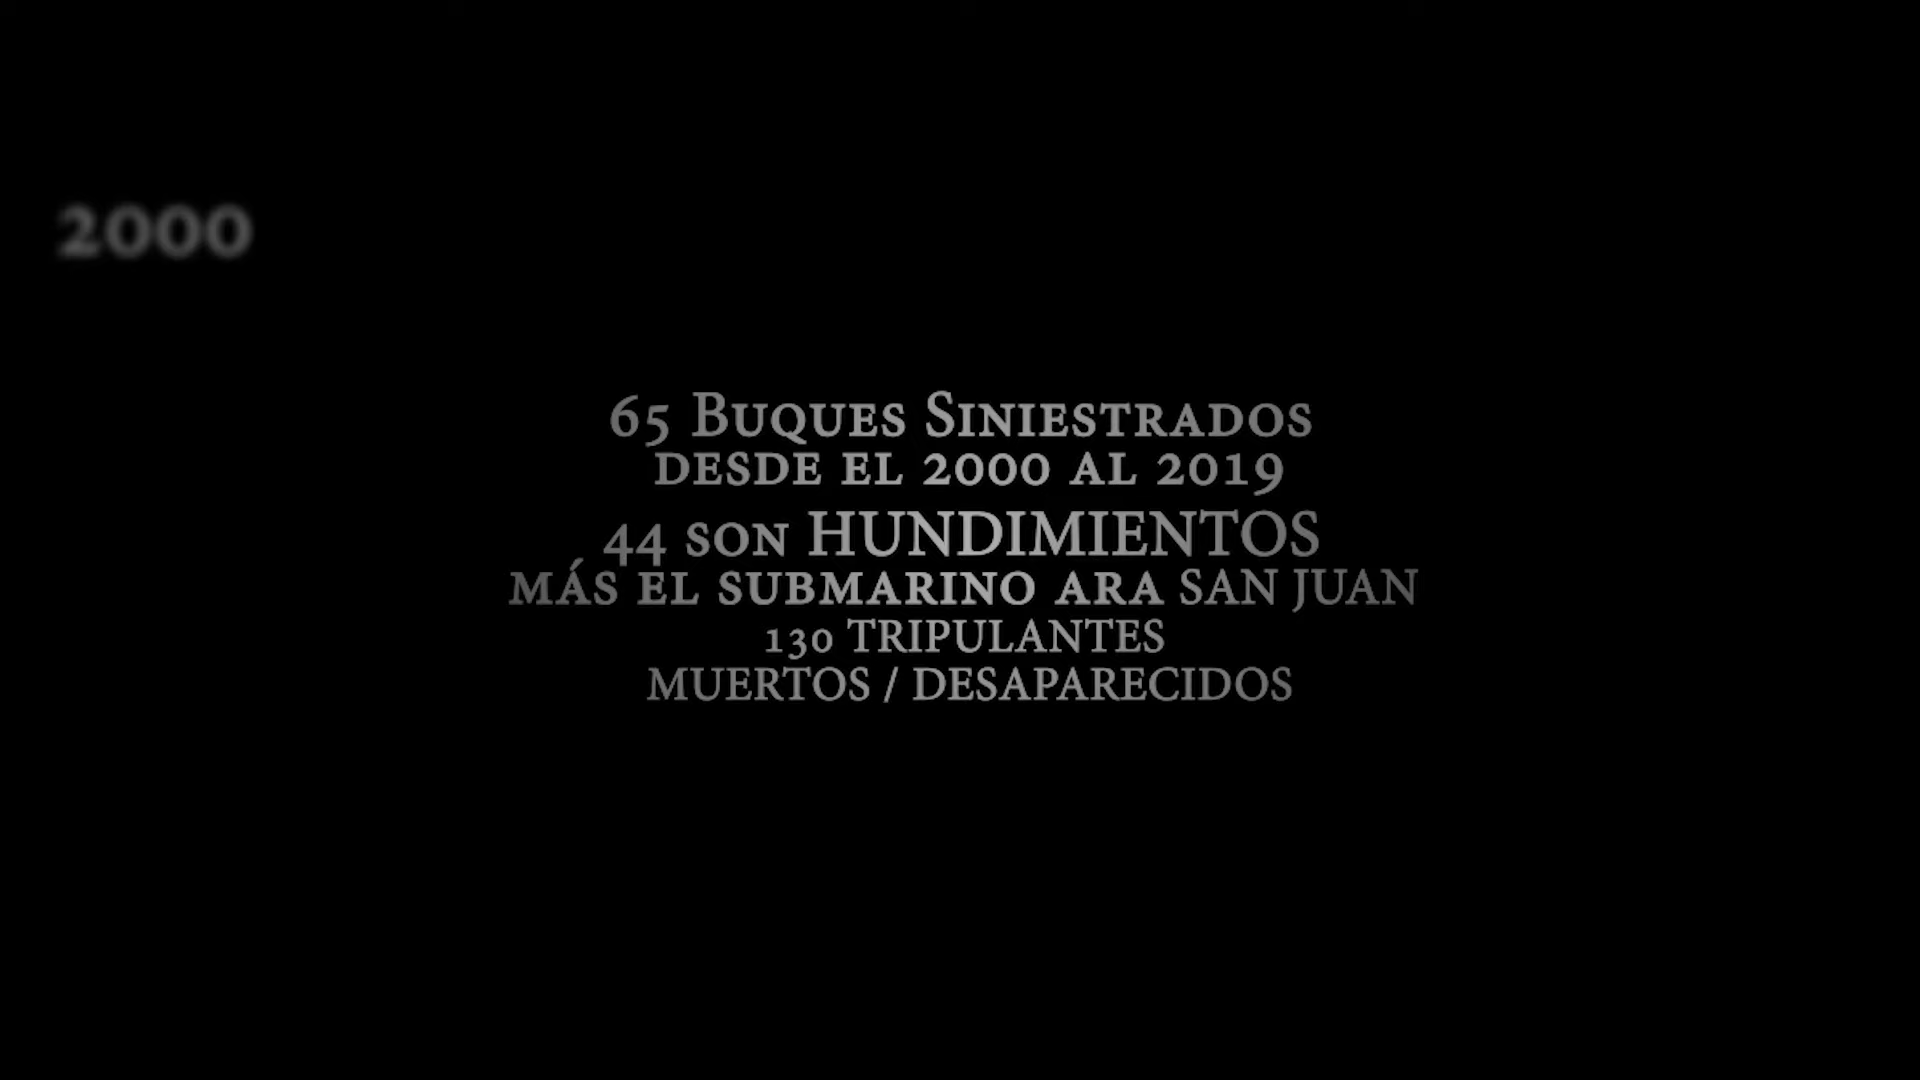 2000
65 Buques Siniestrados
desde el 2000 al 2019
44 son HUNDIMIENTOS
más el submarino ara SAN JUAN
130 TRIPULANTES
MUERTOS / DESAPARECIDOS